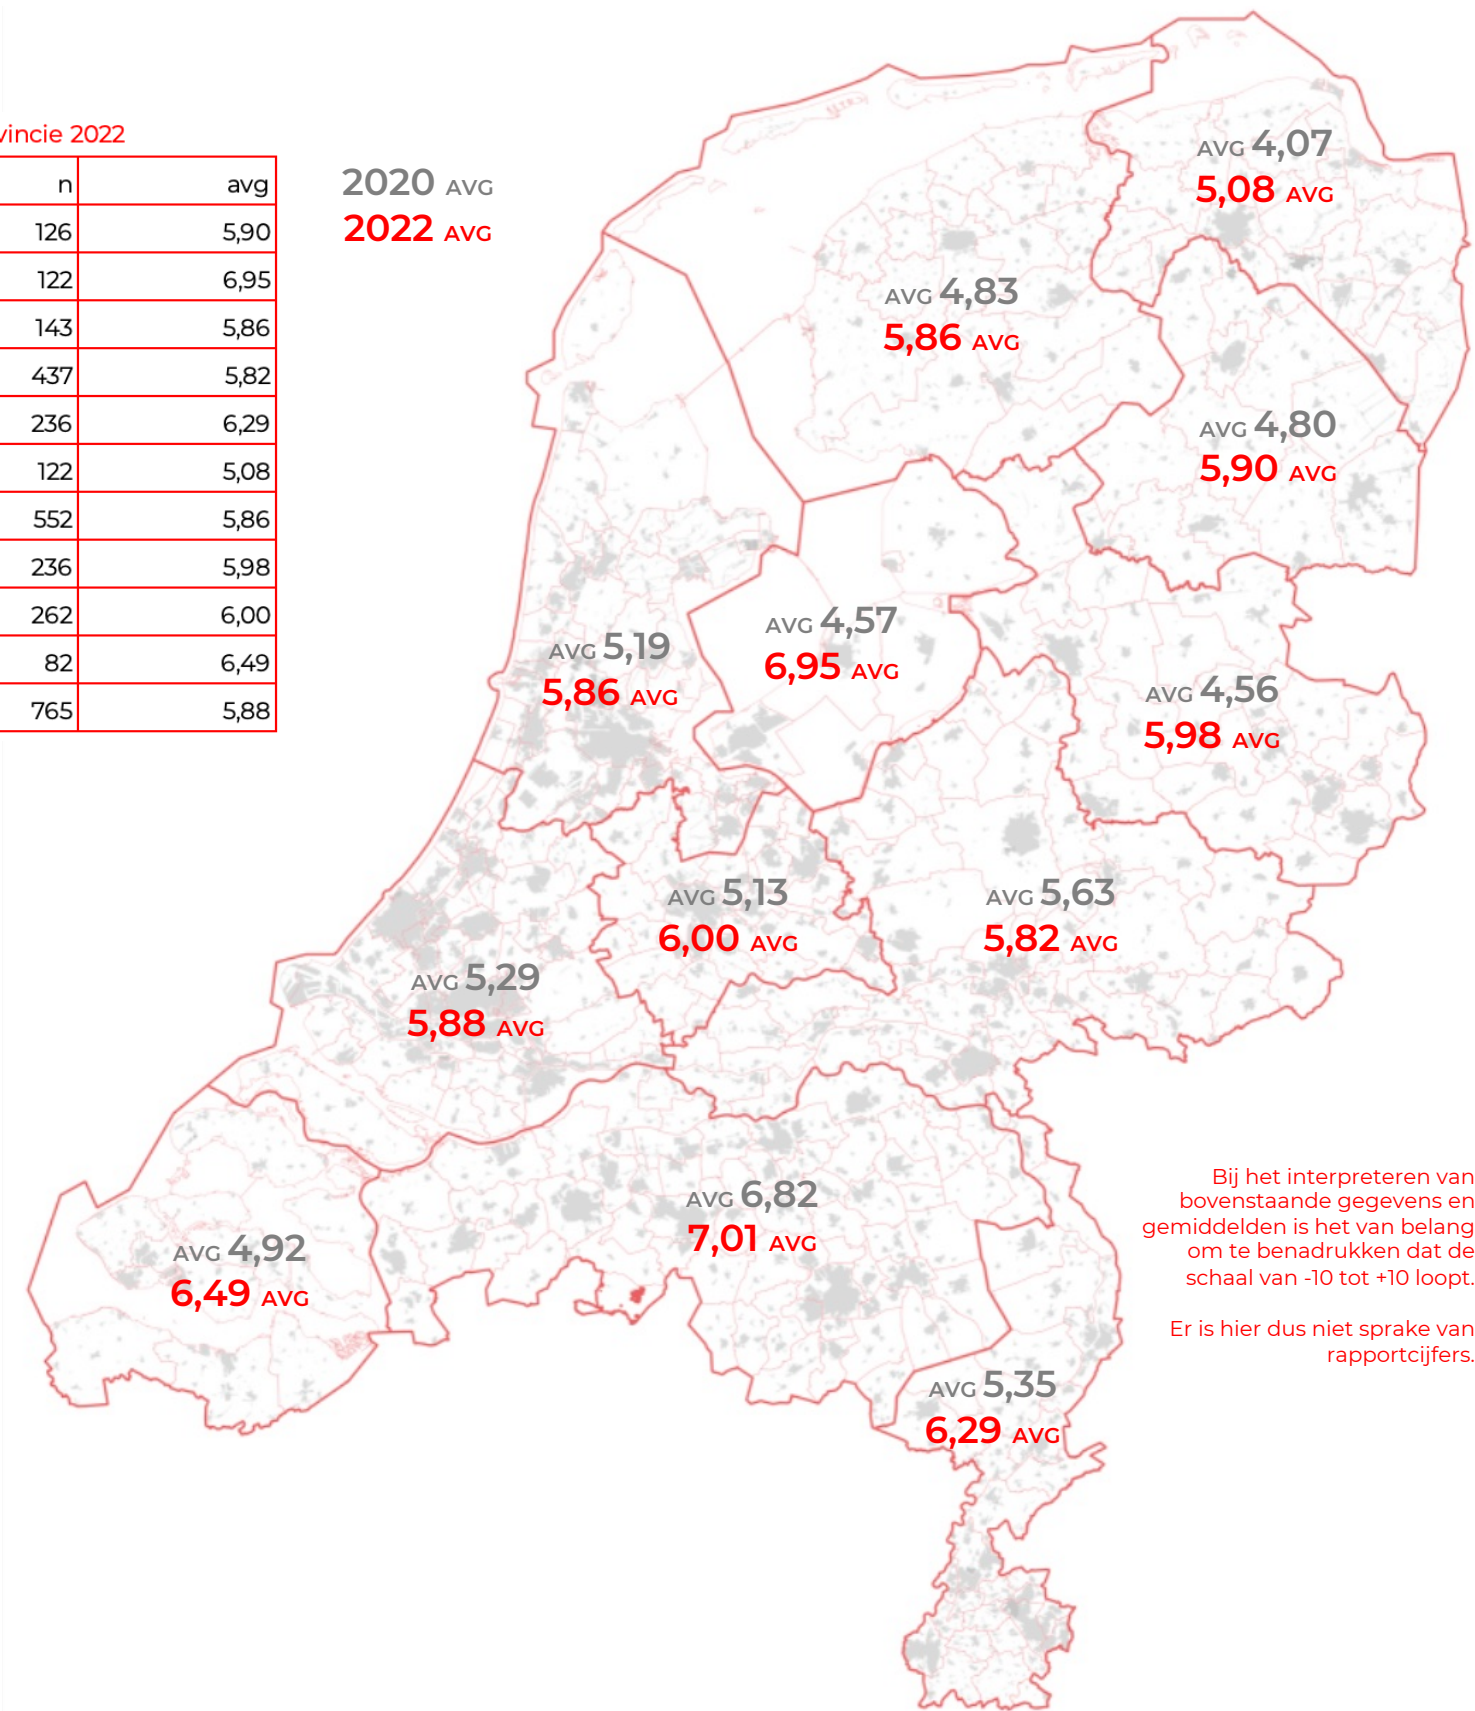 vincie 2022
n avg
126 5,90
122 6,95
143 5,86
437 5,82
236 6,29
122 5,08
552 5,86
236 5,98
262 6,00
82 6,49
765 5,88
2020 AVG
2022 AVG
AVG 4,07
5,08 AVG
AVG 4,83
5,86 AVG
AVG 4,80
5,90 AVG
AVG 4,57
6,95 AVG
AVG 5,19
5,86 AVG
AVG 4,56
5,98 AVG
AVG 5,13
6,00 AVG
AVG 5,63
5,82 AVG
AVG 5,29
5,88 AVG
AVG 6,82
7,01 AVG
AVG 4,92
6,49 AVG
AVG 5,35
6,29 AVG
Bij het interpreteren van
bovenstaande gegevens en
gemiddelden is het van belang
om te benadrukken dat de
schaal van -10 tot +10 loopt.
Er is hier dus niet sprake van
rapportcijfers.